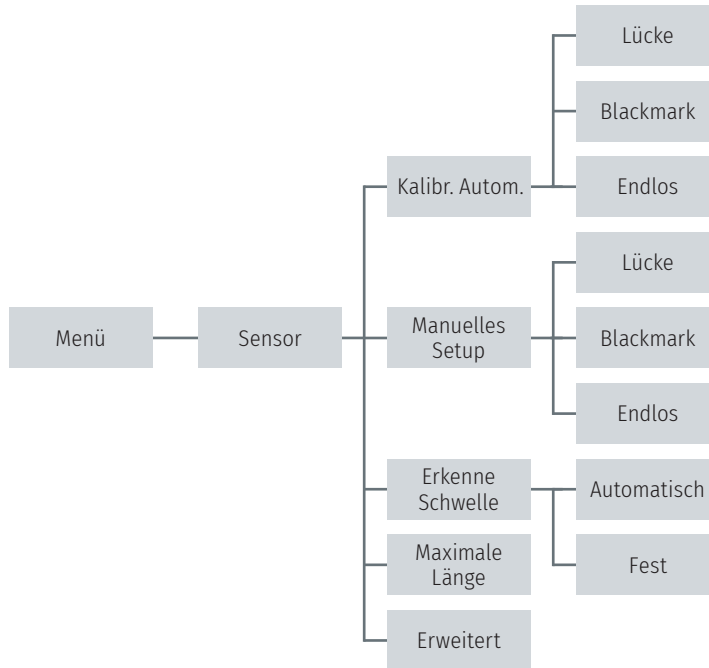 Menü
Sensor
Kalibr. Autom.
Lücke
Blackmark
Endlos
Manuelles
Setup
Lücke
Blackmark
Endlos
Erkenne
Schwelle
Automatisch
Fest
Maximale
Länge
Erweitert